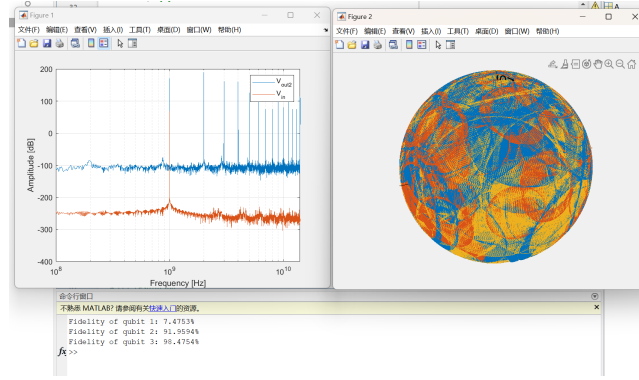 Figure 1
文件(F) 编辑(E) 查看(V) 插入(I) 工具(T) 桌面(D) 窗口(W) 帮助(H)
200
100
0
-100
-200
-300
-400
Amplitude [dB]
V_out2
V_in
10^8
10^9
10^10
Frequency [Hz]
Figure 2
文件(F) 编辑(E) 查看(V) 插入(I) 工具(T) 桌面(D) 窗口(W) 帮助(H)
命令行窗口
不熟悉 MATLAB? 请参阅有关快速入门的资源。
Fidelity of qubit 1: 7.4753%
Fidelity of qubit 2: 91.9594%
Fidelity of qubit 3: 98.4754%
fx >>